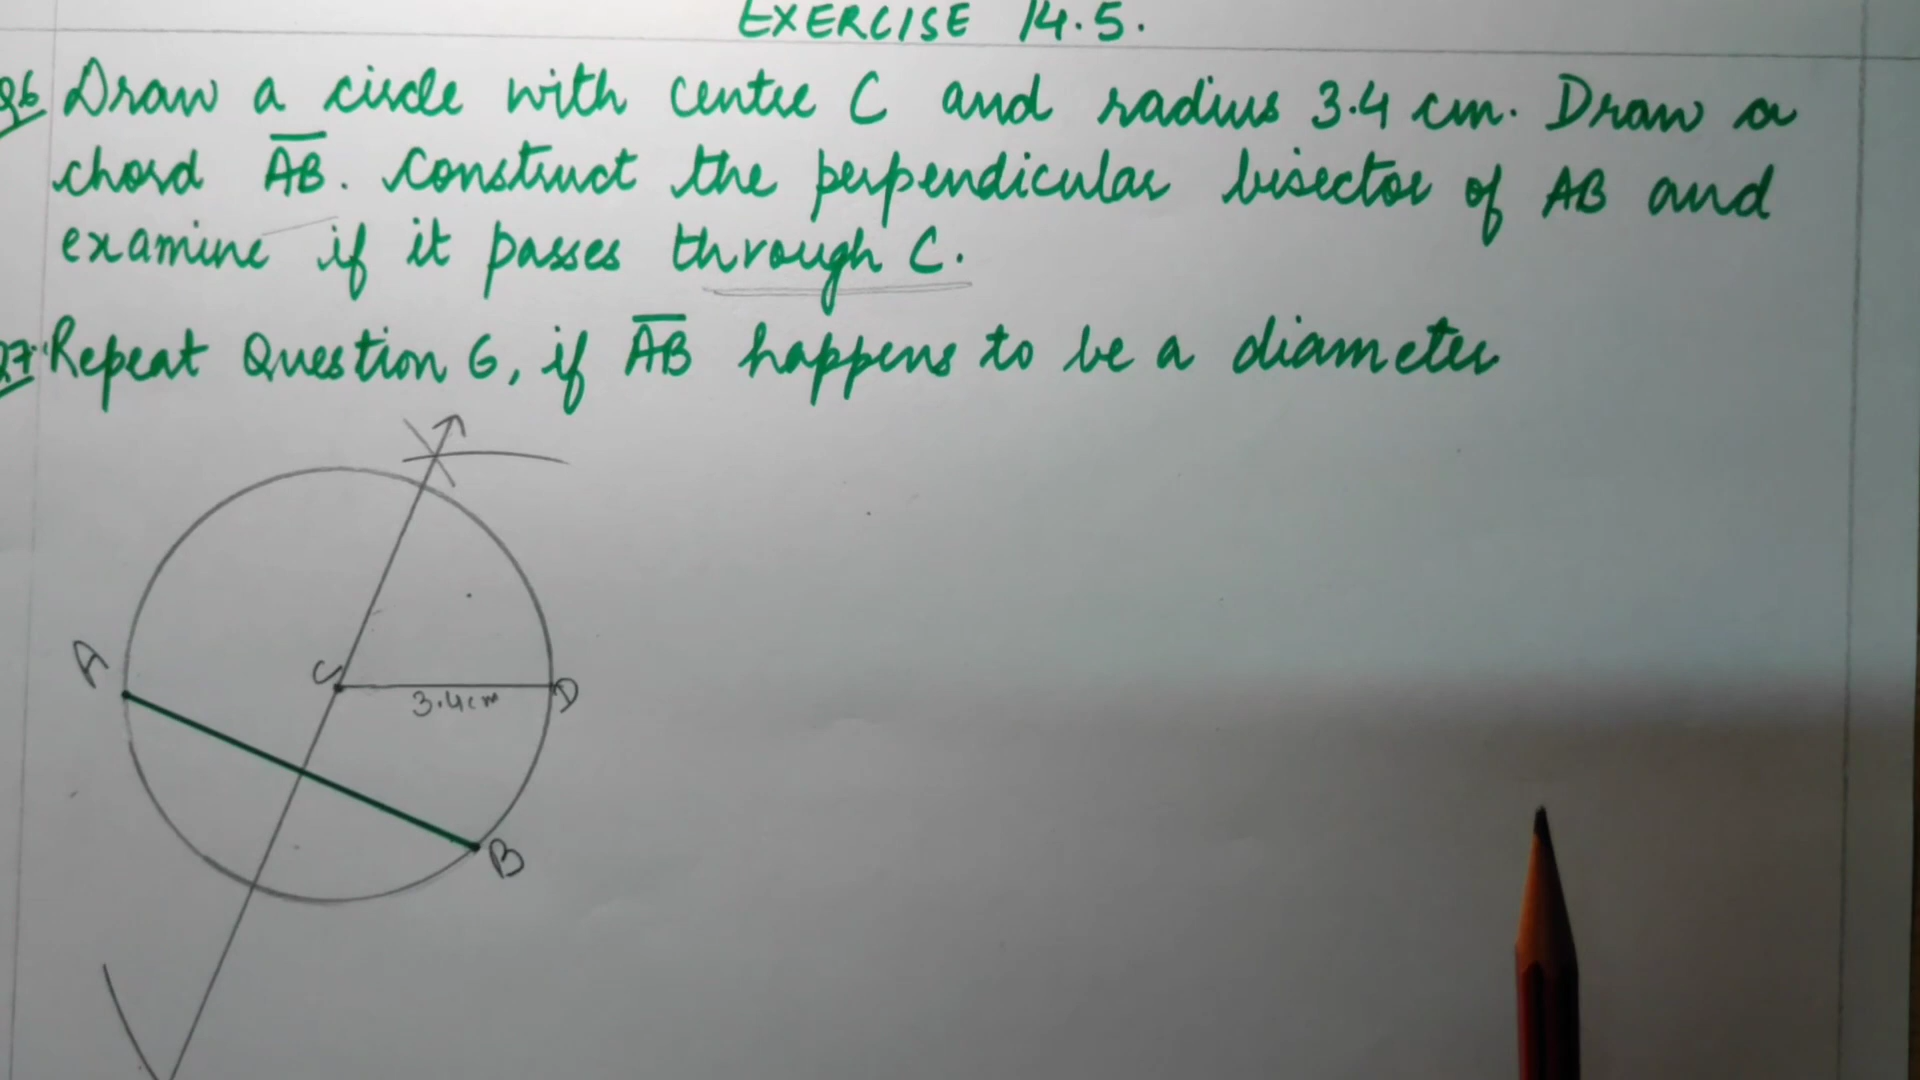 EXERCISE 14.5.
Q6 Draw a circle with centre C and radius 3.4 cm. Draw a
chord AB. Construct the perpendicular bisector of AB and
examine if it passes through C.
Q7. Repeat Question 6, if AB happens to be a diameter
A
C
3.4cm
D
B